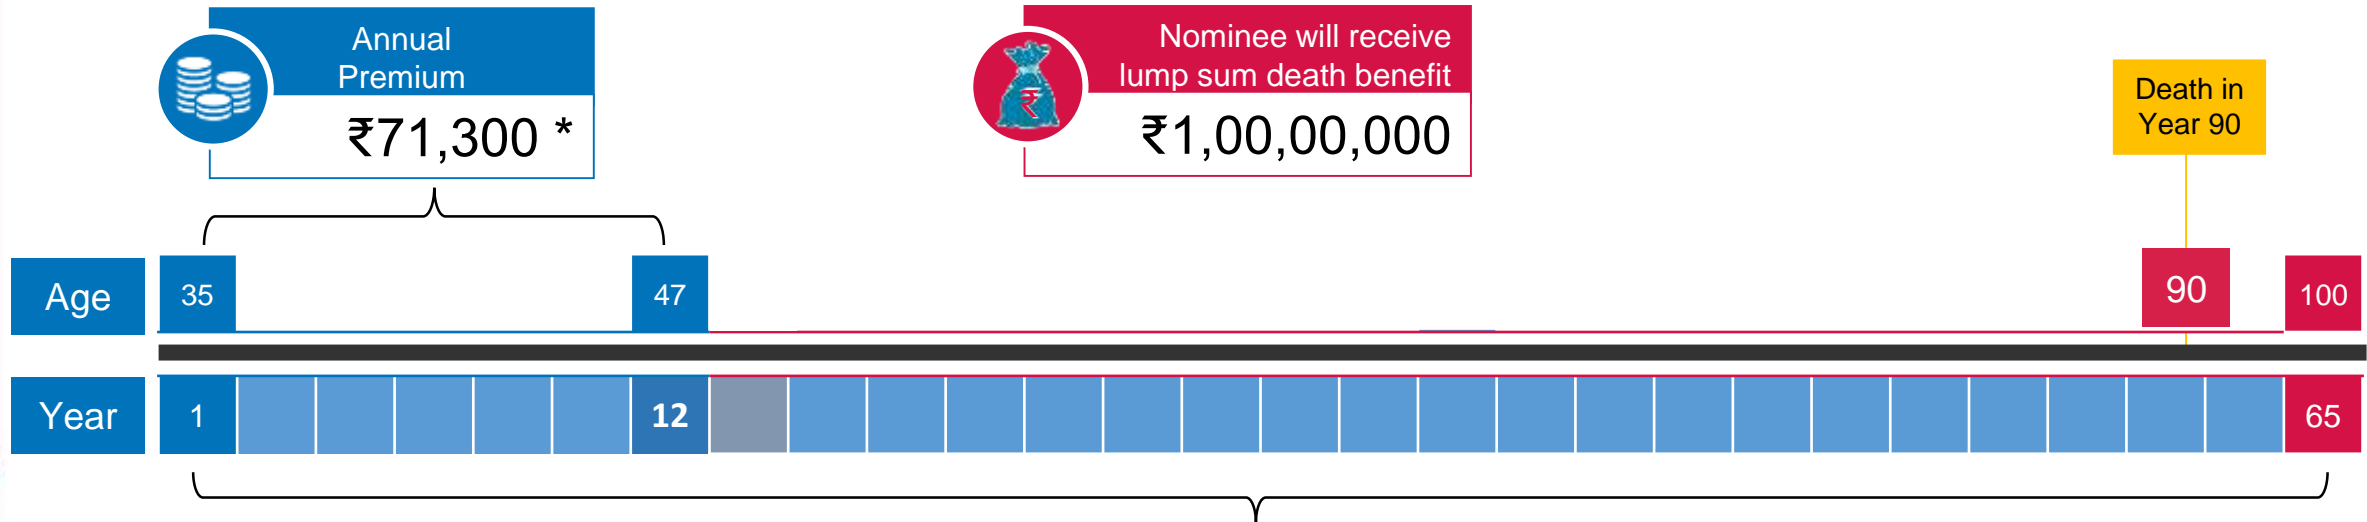 Annual
Premium
₹71,300 *
Nominee will receive
lump sum death benefit
₹
₹1,00,00,000
Death in
Year 90
Age
35
47
90
100
Year
1
12
65